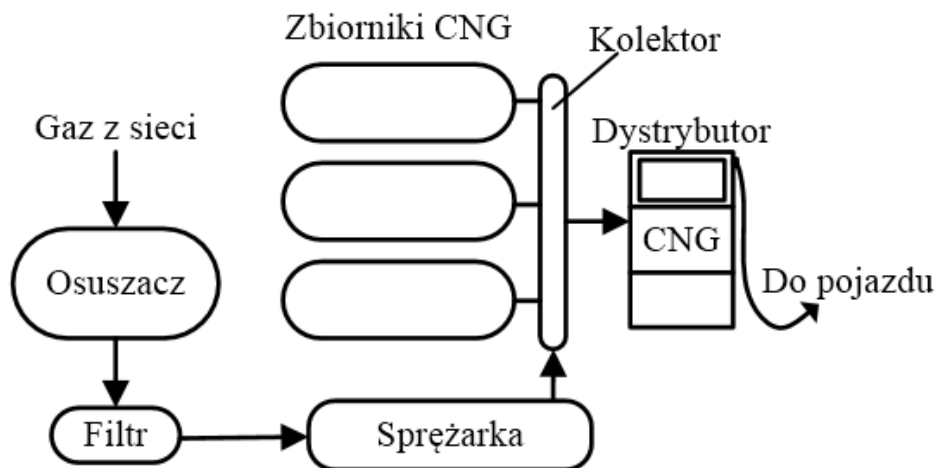 Zbiorniki CNG
Kolektor
Gaz z sieci
Dystrybutor
CNG
Osuszacz
Do pojazdu
Filtr
Sprężarka